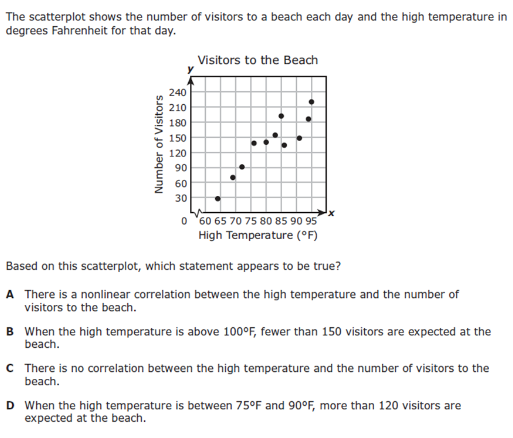 The scatterplot shows the number of visitors to a beach each day and the high temperature in
degrees Fahrenheit for that day.
Visitors to the Beach
y
Number of Visitors
240
210
180
150
120
90
60
30
0 60 65 70 75 80 85 90 95 x
High Temperature (°F)
Based on this scatterplot, which statement appears to be true?
A There is a nonlinear correlation between the high temperature and the number of
visitors to the beach.
B When the high temperature is above 100°F, fewer than 150 visitors are expected at the
beach.
C There is no correlation between the high temperature and the number of visitors to the
beach.
D When the high temperature is between 75°F and 90°F, more than 120 visitors are
expected at the beach.